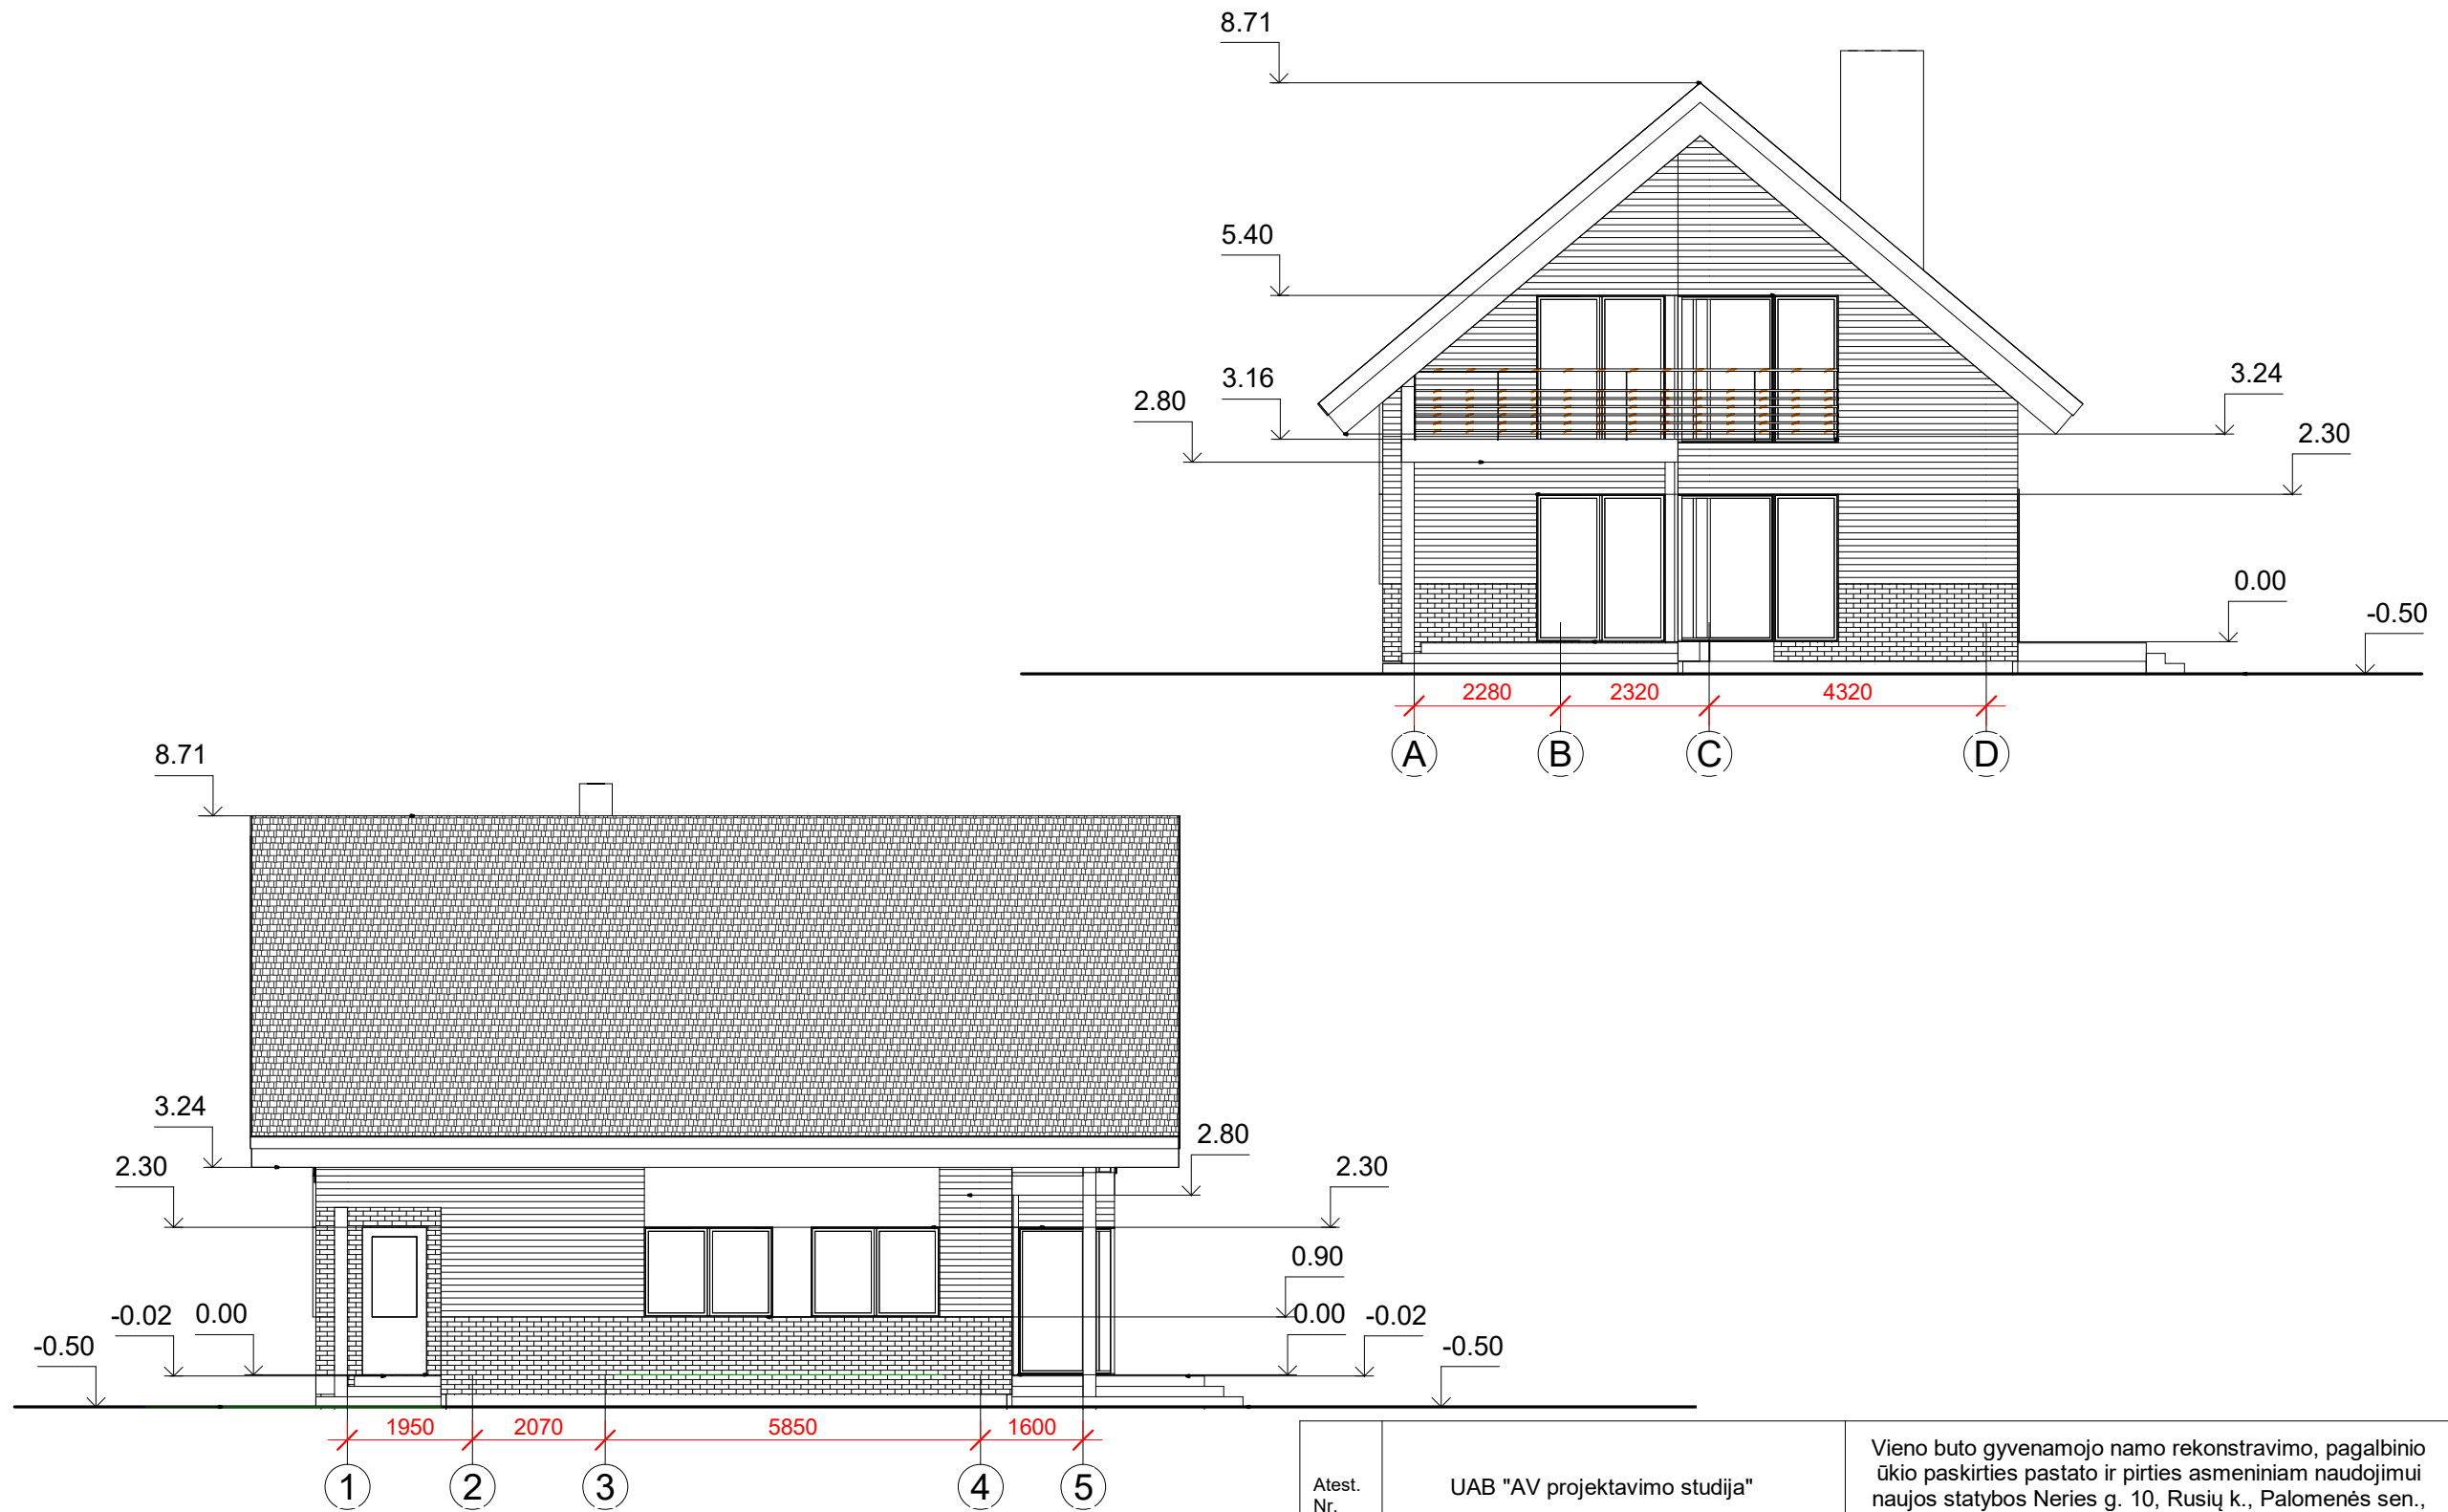 8.71
5.40
3.16
2.80
3.24
2.30
0.00
-0.50
2280 2320 4320
A B C D
8.71
3.24
2.30
-0.02 0.00
-0.50
2.80
2.30
0.90
0.00 -0.02
-0.50
1950 2070 5850 1600
1 2 3 4 5
Atest.
Nr.
UAB "AV projektavimo studija"
Vieno buto gyvenamojo namo rekonstravimo, pagalbinio
ūkio paskirties pastato ir pirties asmeniniam naudojimui
naujos statybos Neries g. 10, Rusių k., Palomenės sen.,